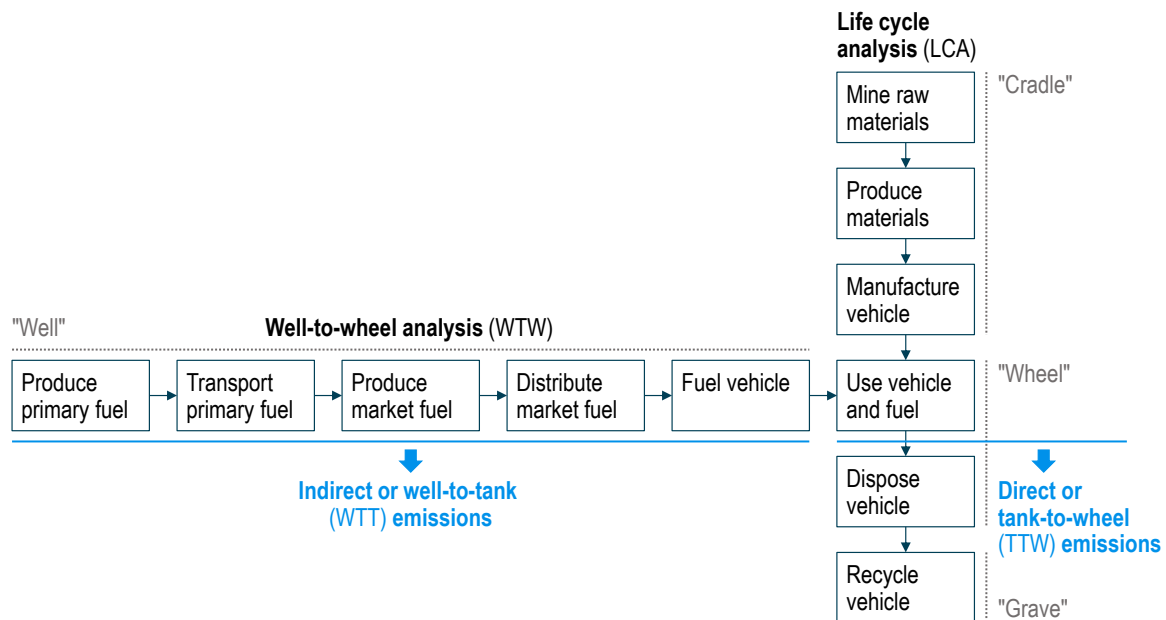 Life cycle
analysis (LCA)
Mine raw
materials
"Cradle"
Produce
materials
Manufacture
vehicle
"Well"
Well-to-wheel analysis (WTW)
Produce
primary fuel
Transport
primary fuel
Produce
market fuel
Distribute
market fuel
Fuel vehicle
Use vehicle
and fuel
"Wheel"
Indirect or well-to-tank
(WTT) emissions
Dispose
vehicle
Direct or
tank-to-wheel
(TTW) emissions
Recycle
vehicle
"Grave"